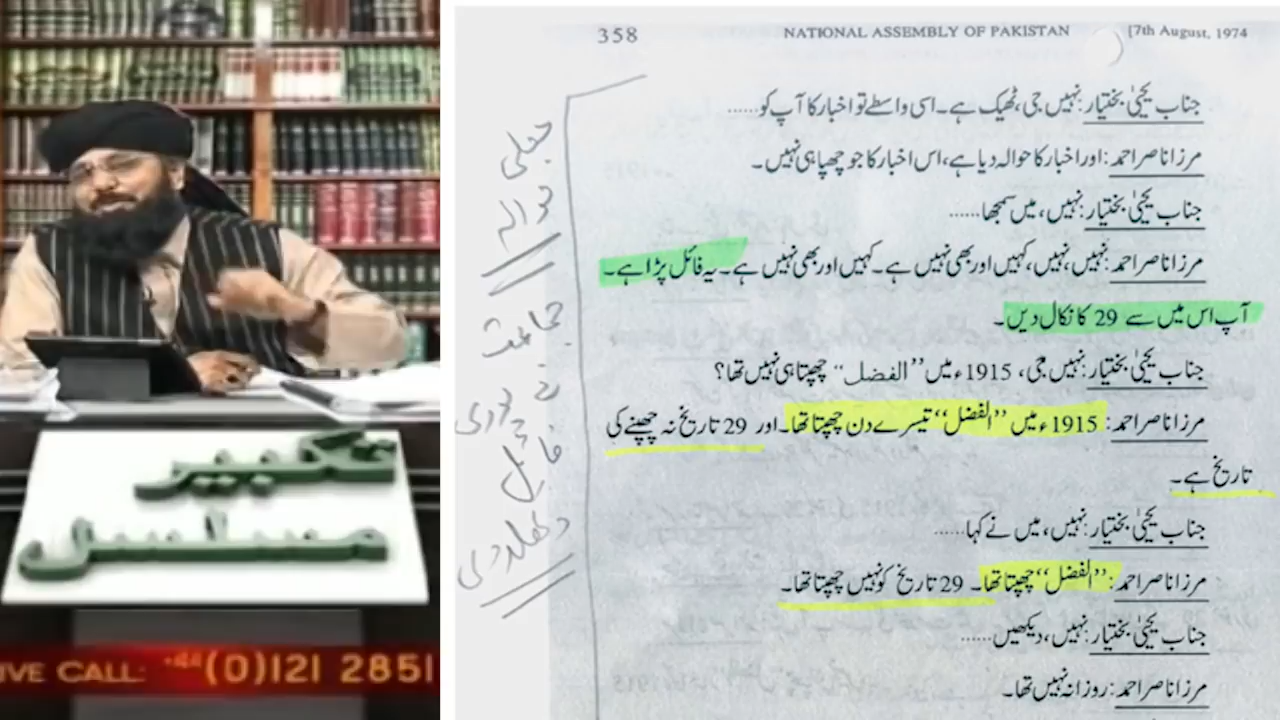 358 NATIONAL ASSEMBLY OF PAKISTAN [7th August, 1974
جناب یحییٰ بختیار: نہیں جی، ٹھیک ہے۔ اسی واسطے تو اخبار کا آپ کو......
مرزا ناصر احمد: اور اخبار کا حوالہ دیا ہے، اس اخبار کا جو چھپا ہی نہیں۔
جناب یحییٰ بختیار: نہیں، میں سمجھا......
مرزا ناصر احمد: نہیں، نہیں، کہیں اور بھی نہیں ہے۔ کہیں اور بھی نہیں ہے۔ یہ فائل پڑا ہے۔
آپ اس میں سے 29 کا نکال دیں۔
جناب یحییٰ بختیار: نہیں جی، 1915ء میں ’’الفضل‘‘ چھپتا ہی نہیں تھا؟
مرزا ناصر احمد: 1915ء میں ’’الفضل‘‘ تیسرے دن چھپتا تھا۔ اور 29 تاریخ نہ چھپنے کی
تاریخ ہے۔
جناب یحییٰ بختیار: نہیں، میں نے کہا......
مرزا ناصر احمد: ’’الفضل‘‘ چھپتا تھا۔ 29 تاریخ کو نہیں چھپتا تھا۔
جناب یحییٰ بختیار: نہیں، دیکھیں......
مرزا ناصر احمد: روزانہ نہیں تھا۔
جعلی
حوالہ
جماعت
نے پوری
فائل
دکھلا دی
تکبیر
مسلسل
IVE CALL: +44(0)121 2851